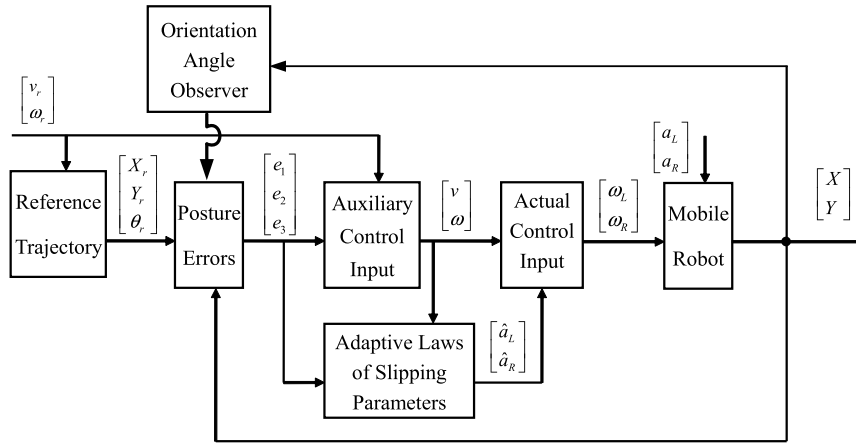 Orientation
Angle
Observer
[v_r
ω_r]
[a_L
a_R]
[X_r
Y_r
θ_r]
[e_1
e_2
e_3]
[v
ω]
[ω_L
ω_R]
[X
Y]
Reference
Trajectory
Posture
Errors
Auxiliary
Control
Input
Actual
Control
Input
Mobile
Robot
Adaptive Laws
of Slipping
Parameters
[â_L
â_R]